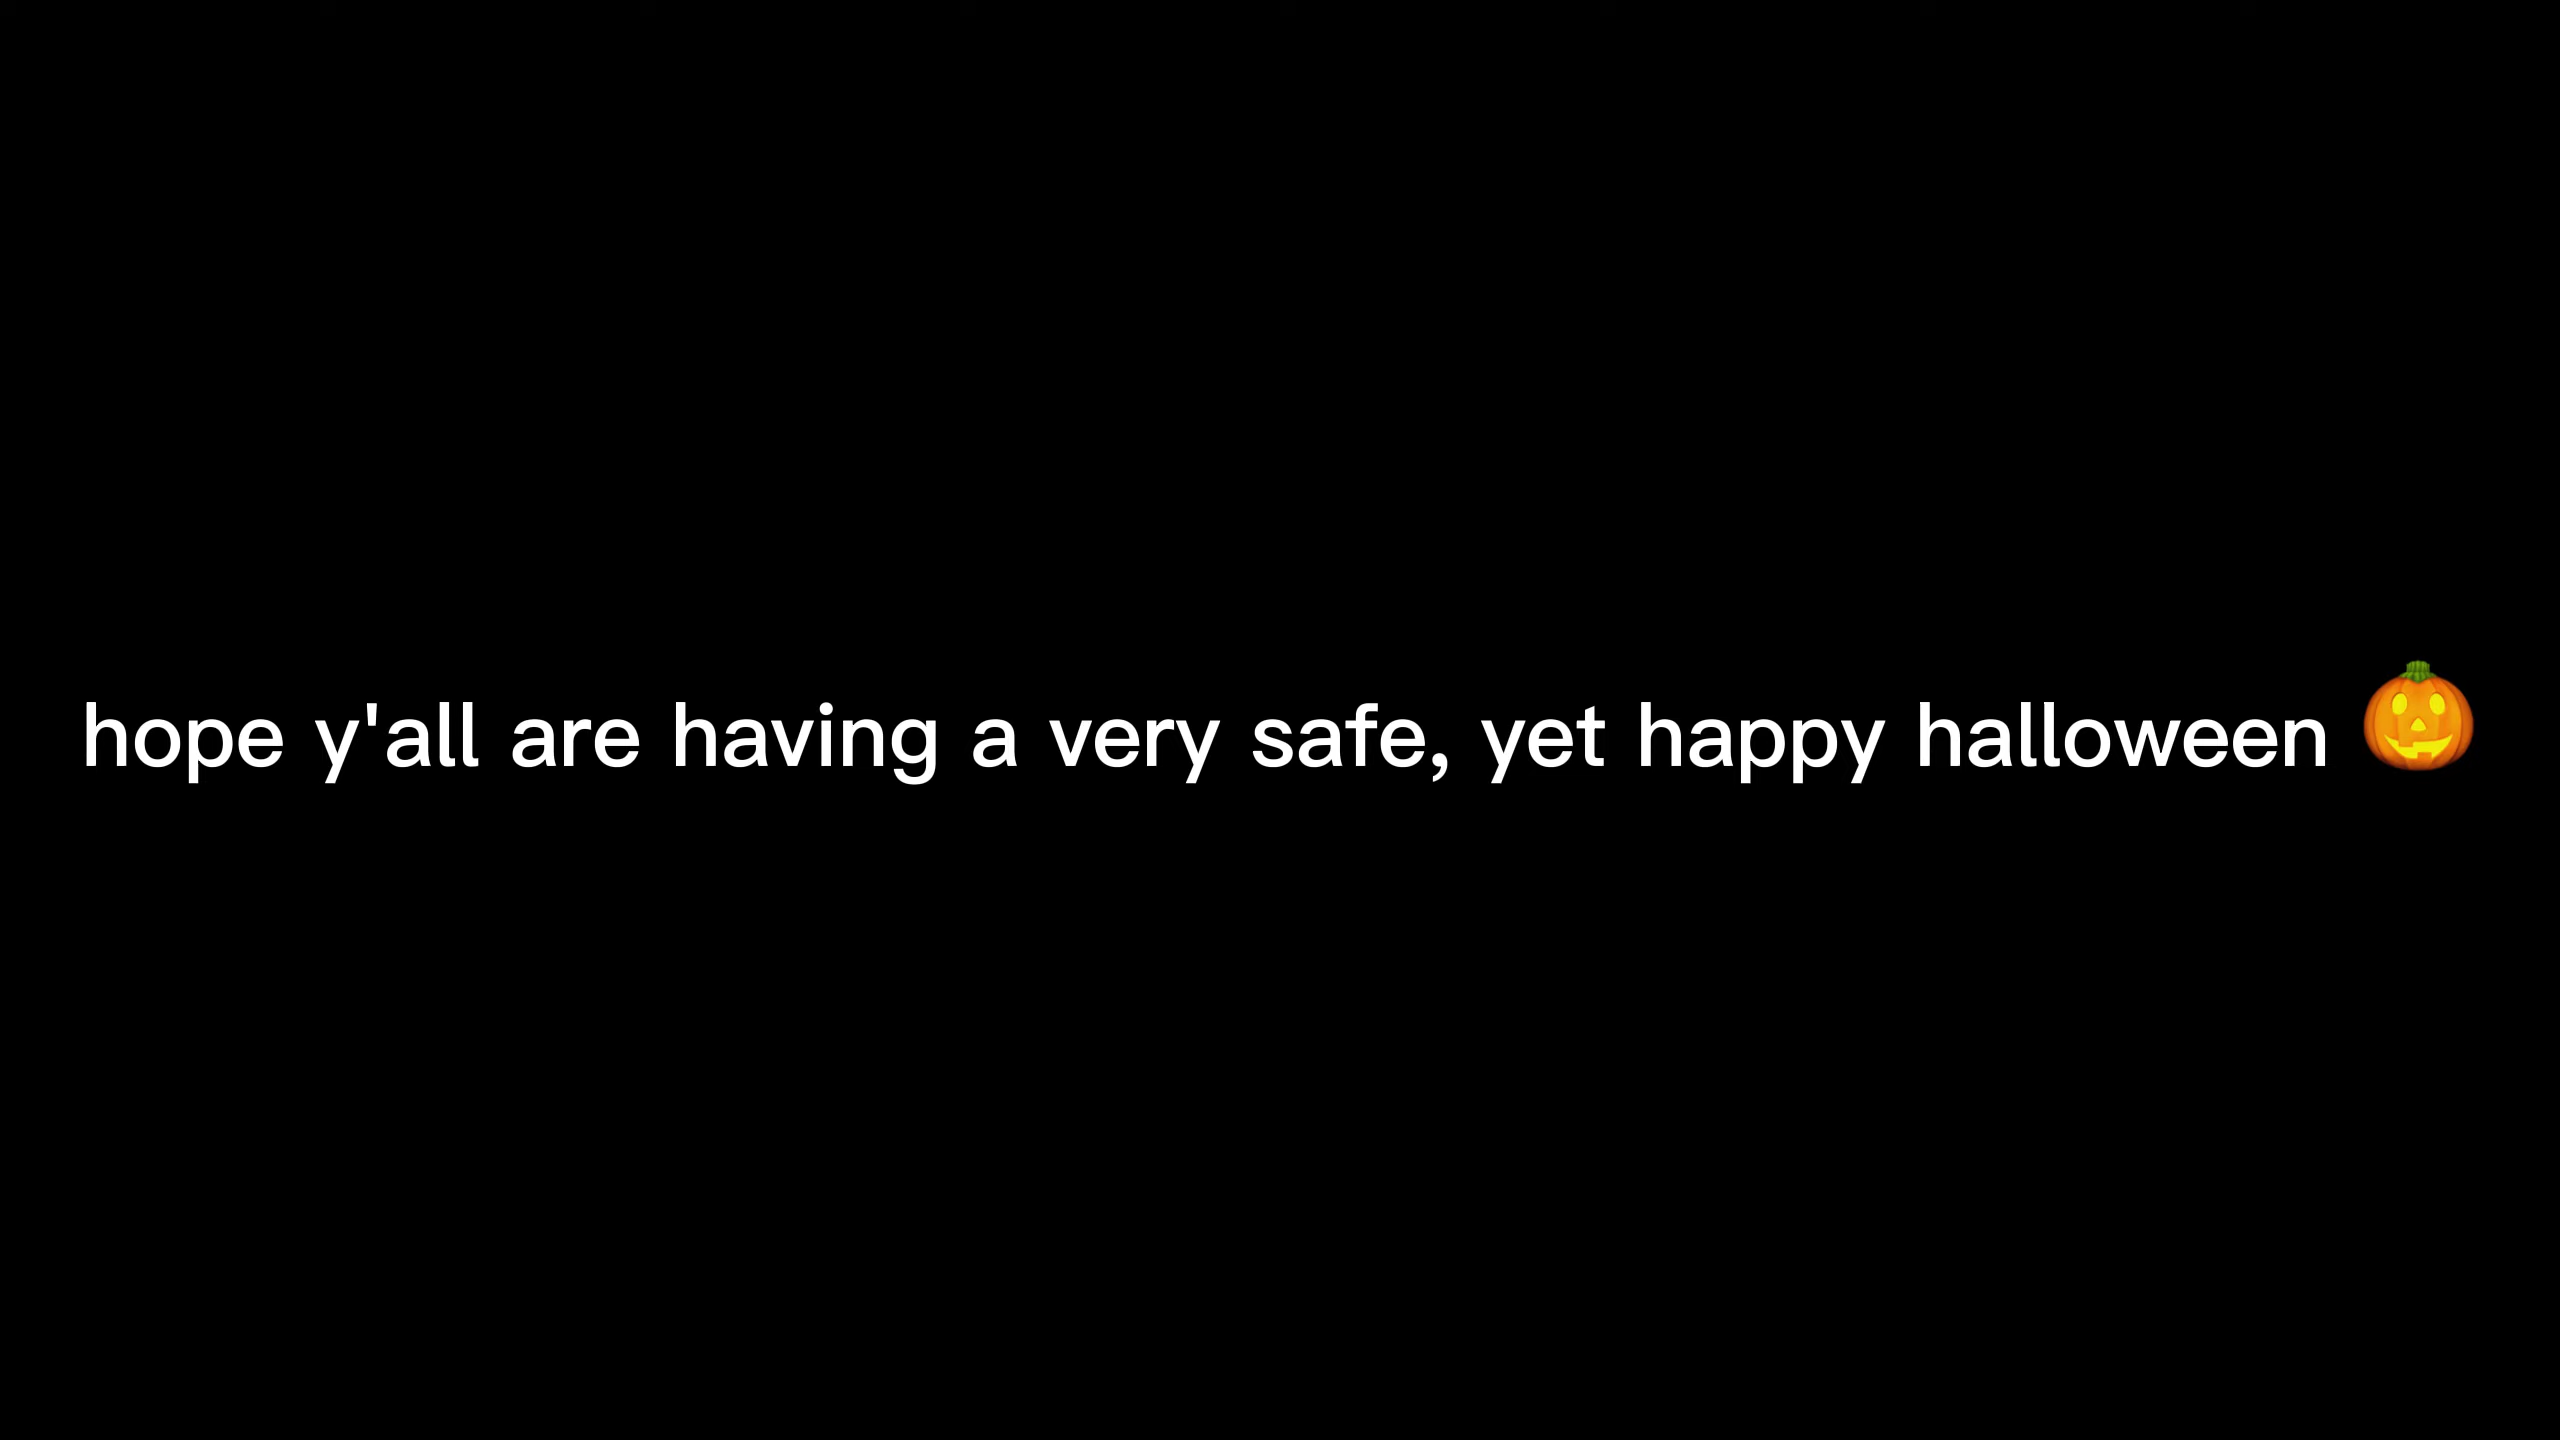 hope y'all are having a very safe, yet happy halloween 🎃